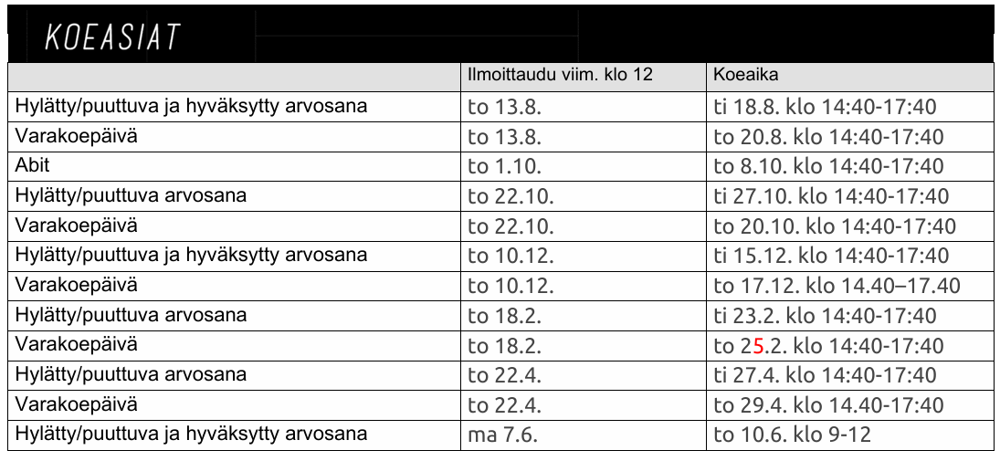 KOEASIAT
Ilmoittaudu viim. klo 12 Koeaika
Hylätty/puuttuva ja hyväksytty arvosana to 13.8. ti 18.8. klo 14:40-17:40
Varakoepäivä to 13.8. to 20.8. klo 14:40-17:40
Abit to 1.10. to 8.10. klo 14:40-17:40
Hylätty/puuttuva arvosana to 22.10. ti 27.10. klo 14:40-17:40
Varakoepäivä to 22.10. to 20.10. klo 14:40-17:40
Hylätty/puuttuva ja hyväksytty arvosana to 10.12. ti 15.12. klo 14:40-17:40
Varakoepäivä to 10.12. to 17.12. klo 14.40–17.40
Hylätty/puuttuva arvosana to 18.2. ti 23.2. klo 14:40-17:40
Varakoepäivä to 18.2. to 25.2. klo 14:40-17:40
Hylätty/puuttuva arvosana to 22.4. ti 27.4. klo 14:40-17:40
Varakoepäivä to 22.4. to 29.4. klo 14.40-17:40
Hylätty/puuttuva ja hyväksytty arvosana ma 7.6. to 10.6. klo 9-12